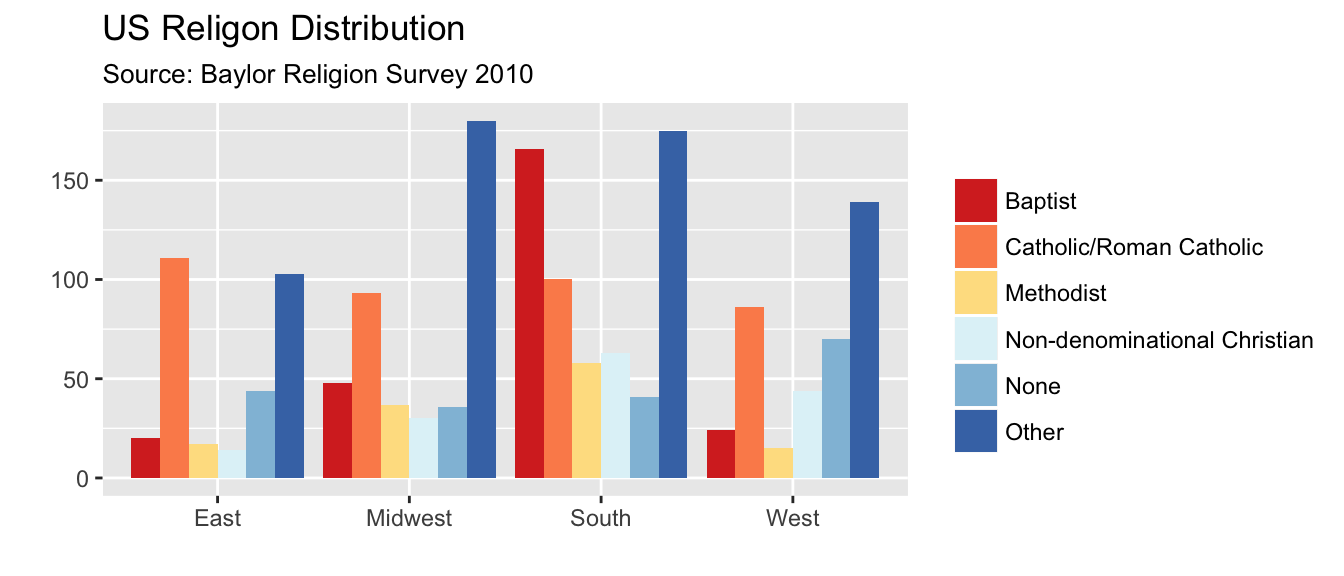 US Religon Distribution
Source: Baylor Religion Survey 2010
150
100
50
0
East Midwest South West
Baptist
Catholic/Roman Catholic
Methodist
Non-denominational Christian
None
Other